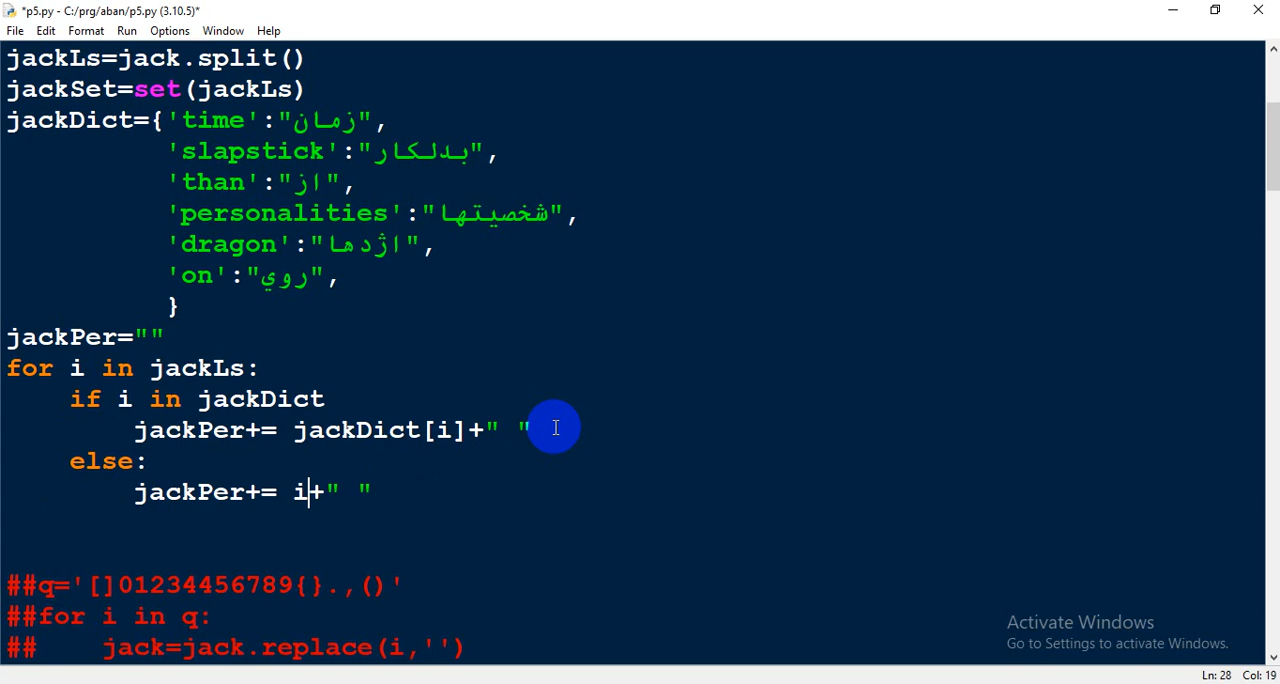 *p5.py - C:/prg/aban/p5.py (3.10.5)*
File Edit Format Run Options Window Help
jackLs=jack.split()
jackSet=set(jackLs)
jackDict={'time':"زمان",
'slapstick':"بدلكار",
'than':"از",
'personalities':"شخصيتها",
'dragon':"اژدها",
'on':"روي",
}
jackPer=""
for i in jackLs:
    if i in jackDict
        jackPer+= jackDict[i]+" "
    else:
        jackPer+= i+" "
##q='[]01234456789{}.,()'
##for i in q:
##    jack=jack.replace(i,'')
Activate Windows
Go to Settings to activate Windows.
Ln: 28 Col: 19